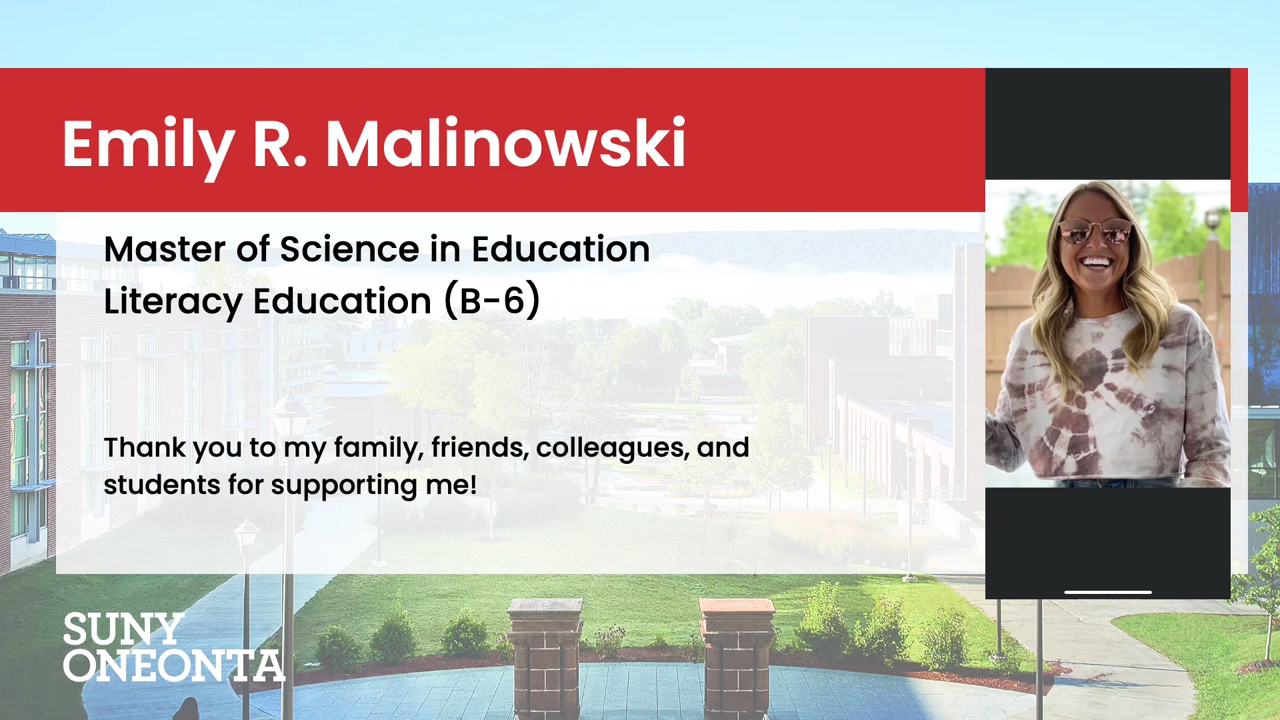 Emily R. Malinowski
Master of Science in Education
Literacy Education (B-6)
Thank you to my family, friends, colleagues, and
students for supporting me!
SUNY
ONEONTA